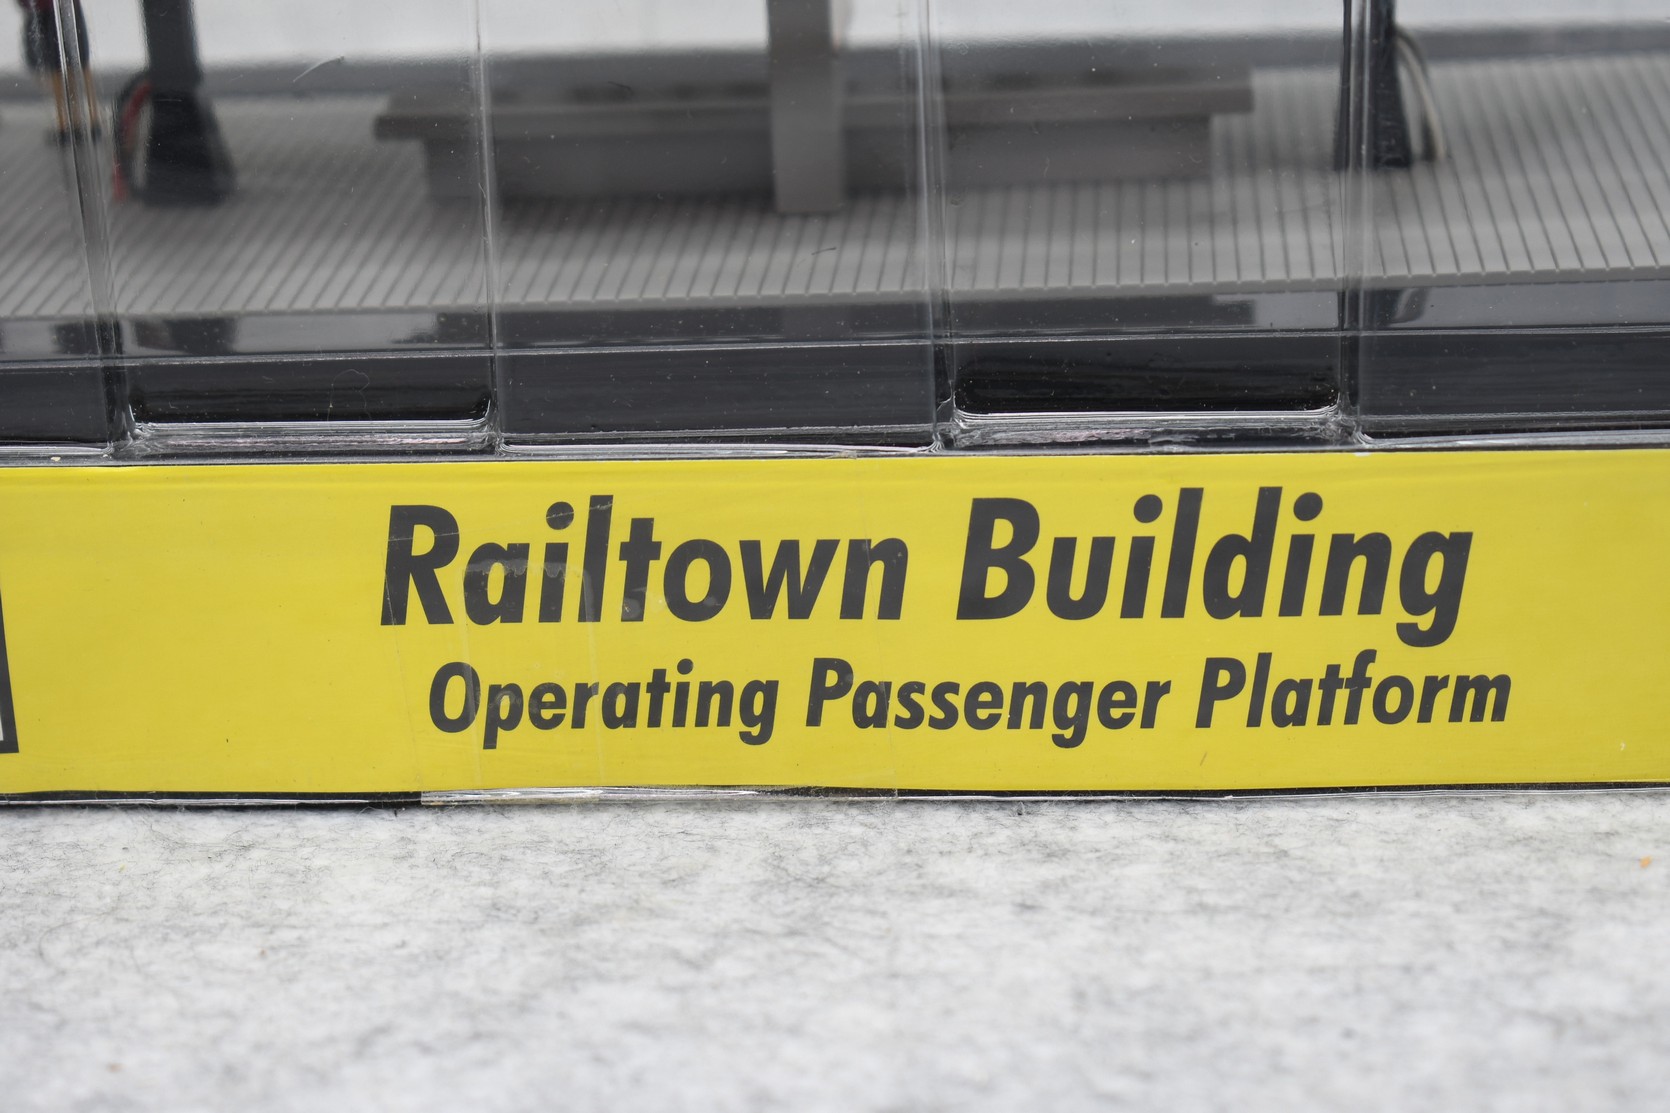 Railtown Building
Operating Passenger Platform